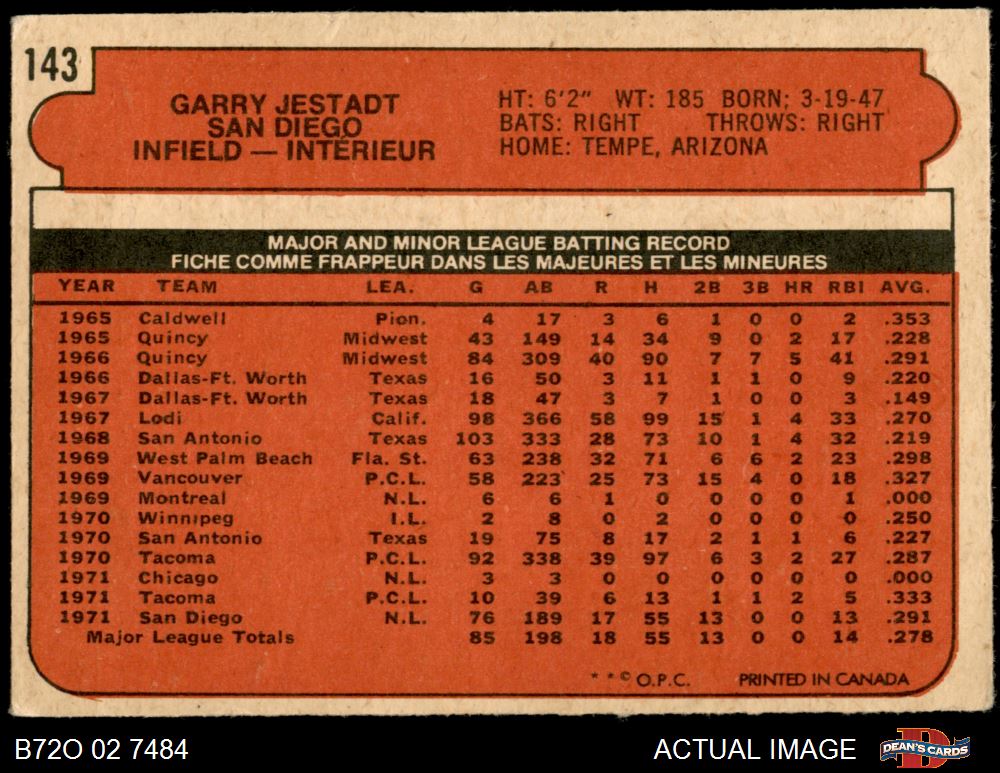 143
GARRY JESTADT
SAN DIEGO
INFIELD — INTÉRIEUR
HT: 6'2" WT: 185 BORN; 3-19-47
BATS: RIGHT THROWS: RIGHT
HOME: TEMPE, ARIZONA
MAJOR AND MINOR LEAGUE BATTING RECORD
FICHE COMME FRAPPEUR DANS LES MAJEURES ET LES MINEURES
YEAR TEAM LEA. G AB R H 2B 3B HR RBI AVG.
1965 Caldwell Pion. 4 17 3 6 1 0 0 2 .353
1965 Quincy Midwest 43 149 14 34 9 0 2 17 .228
1966 Quincy Midwest 84 309 40 90 7 7 5 41 .291
1966 Dallas-Ft. Worth Texas 16 50 3 11 1 1 0 9 .220
1967 Dallas-Ft. Worth Texas 18 47 3 7 1 0 0 3 .149
1967 Lodi Calif. 98 366 58 99 15 1 4 33 .270
1968 San Antonio Texas 103 333 28 73 10 1 4 32 .219
1969 West Palm Beach Fla. St. 63 238 32 71 6 6 2 23 .298
1969 Vancouver P.C.L. 58 223 25 73 15 4 0 18 .327
1969 Montreal N.L. 6 6 1 0 0 0 0 1 .000
1970 Winnipeg I.L. 2 8 0 2 0 0 0 0 .250
1970 San Antonio Texas 19 75 8 17 2 1 1 6 .227
1970 Tacoma P.C.L. 92 338 39 97 6 3 2 27 .287
1971 Chicago N.L. 3 3 0 0 0 0 0 0 .000
1971 Tacoma P.C.L. 10 39 6 13 1 1 2 5 .333
1971 San Diego N.L. 76 189 17 55 13 0 0 13 .291
Major League Totals 85 198 18 55 13 0 0 14 .278
* * © O.P.C. PRINTED IN CANADA
B72O 02 7484
ACTUAL IMAGE
DEAN'S CARDS